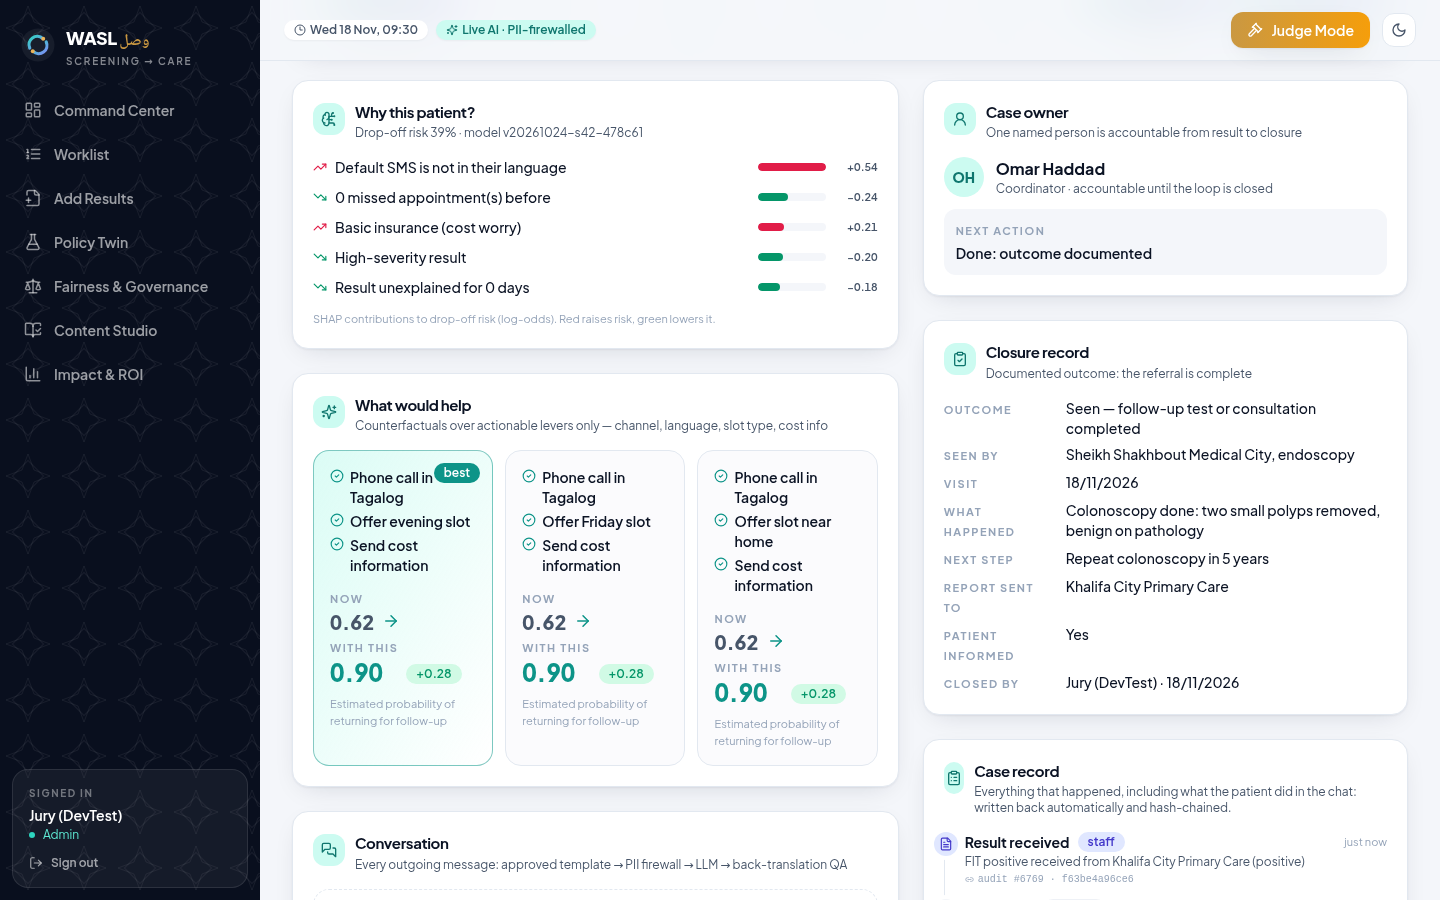 WASL وصل
SCREENING → CARE
Command Center
Worklist
Add Results
Policy Twin
Fairness & Governance
Content Studio
Impact & ROI
SIGNED IN
Jury (DevTest)
Admin
Sign out
Wed 18 Nov, 09:30
Live AI · PII-firewalled
Judge Mode
Why this patient?
Drop-off risk 39% · model v20261024-s42-478c61
Default SMS is not in their language +0.54
0 missed appointment(s) before −0.24
Basic insurance (cost worry) +0.21
High-severity result −0.20
Result unexplained for 0 days −0.18
SHAP contributions to drop-off risk (log-odds). Red raises risk, green lowers it.
What would help
Counterfactuals over actionable levers only — channel, language, slot type, cost info
best
Phone call in
Tagalog
Offer evening slot
Send cost
information
NOW
0.62 →
WITH THIS
0.90 +0.28
Estimated probability of
returning for follow-up
Phone call in
Tagalog
Offer Friday slot
Send cost
information
NOW
0.62 →
WITH THIS
0.90 +0.28
Estimated probability of
returning for follow-up
Phone call in
Tagalog
Offer slot near
home
Send cost
information
NOW
0.62 →
WITH THIS
0.90 +0.28
Estimated probability of
returning for follow-up
Conversation
Every outgoing message: approved template → PII firewall → LLM → back-translation QA
Case owner
One named person is accountable from result to closure
OH
Omar Haddad
Coordinator · accountable until the loop is closed
NEXT ACTION
Done: outcome documented
Closure record
Documented outcome: the referral is complete
OUTCOME Seen — follow-up test or consultation
completed
SEEN BY Sheikh Shakhbout Medical City, endoscopy
VISIT 18/11/2026
WHAT Colonoscopy done: two small polyps removed,
HAPPENED benign on pathology
NEXT STEP Repeat colonoscopy in 5 years
REPORT SENT Khalifa City Primary Care
TO
PATIENT Yes
INFORMED
CLOSED BY Jury (DevTest) · 18/11/2026
Case record
Everything that happened, including what the patient did in the chat:
written back automatically and hash-chained.
Result received staff just now
FIT positive received from Khalifa City Primary Care (positive)
audit #6769 · f63be4a96ce6